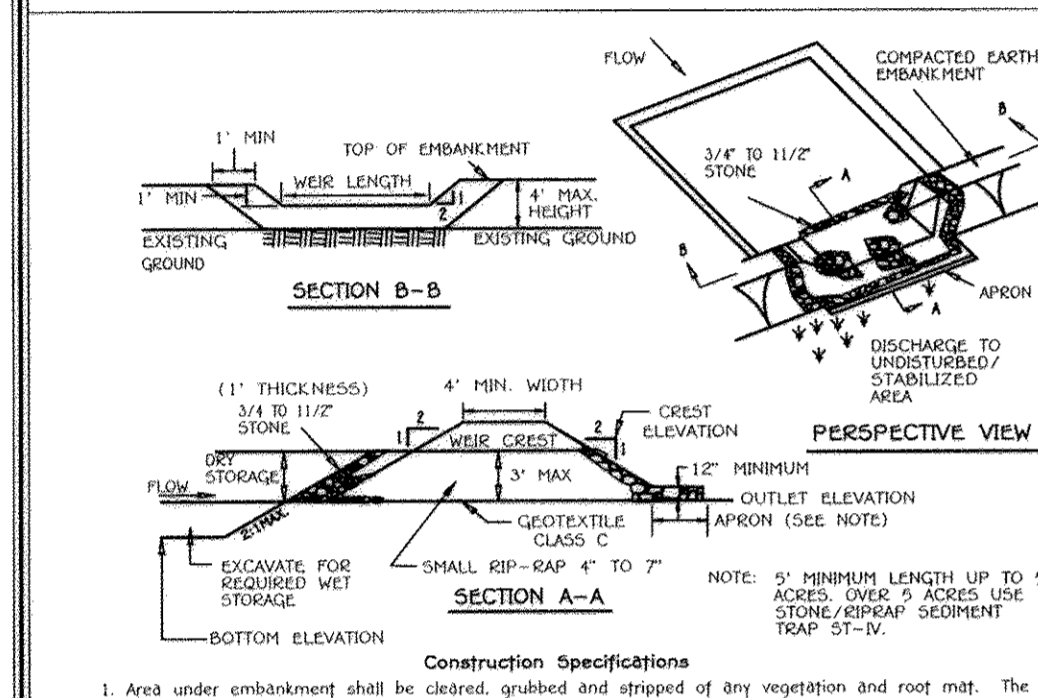 FLOW
COMPACTED EARTH
EMBANKMENT
B
1' MIN
TOP OF EMBANKMENT
3/4" TO 11/2"
STONE
A
1' MIN
WEIR LENGTH
1
2
4' MAX.
HEIGHT
EXISTING
GROUND
EXISTING GROUND
B
SECTION B-B
APRON
A
DISCHARGE TO
UNDISTURBED/
STABILIZED
AREA
PERSPECTIVE VIEW
(1' THICKNESS)
3/4 TO 11/2"
STONE
4' MIN. WIDTH
2
1
2
1
CREST
ELEVATION
WEIR CREST
DRY
STORAGE
3' MAX
12" MINIMUM
FLOW
OUTLET ELEVATION
2:1 MAX.
GEOTEXTILE
CLASS C
APRON (SEE NOTE)
EXCAVATE FOR
REQUIRED WET
STORAGE
SMALL RIP-RAP 4" TO 7"
SECTION A-A
BOTTOM ELEVATION
NOTE: 5' MINIMUM LENGTH UP TO
ACRES. OVER 5 ACRES USE
STONE/RIPRAP SEDIMENT
TRAP ST-IV.
Construction Specifications
1. Area under embankment shall be cleared, grubbed and stripped of any vegetation and root mat. The